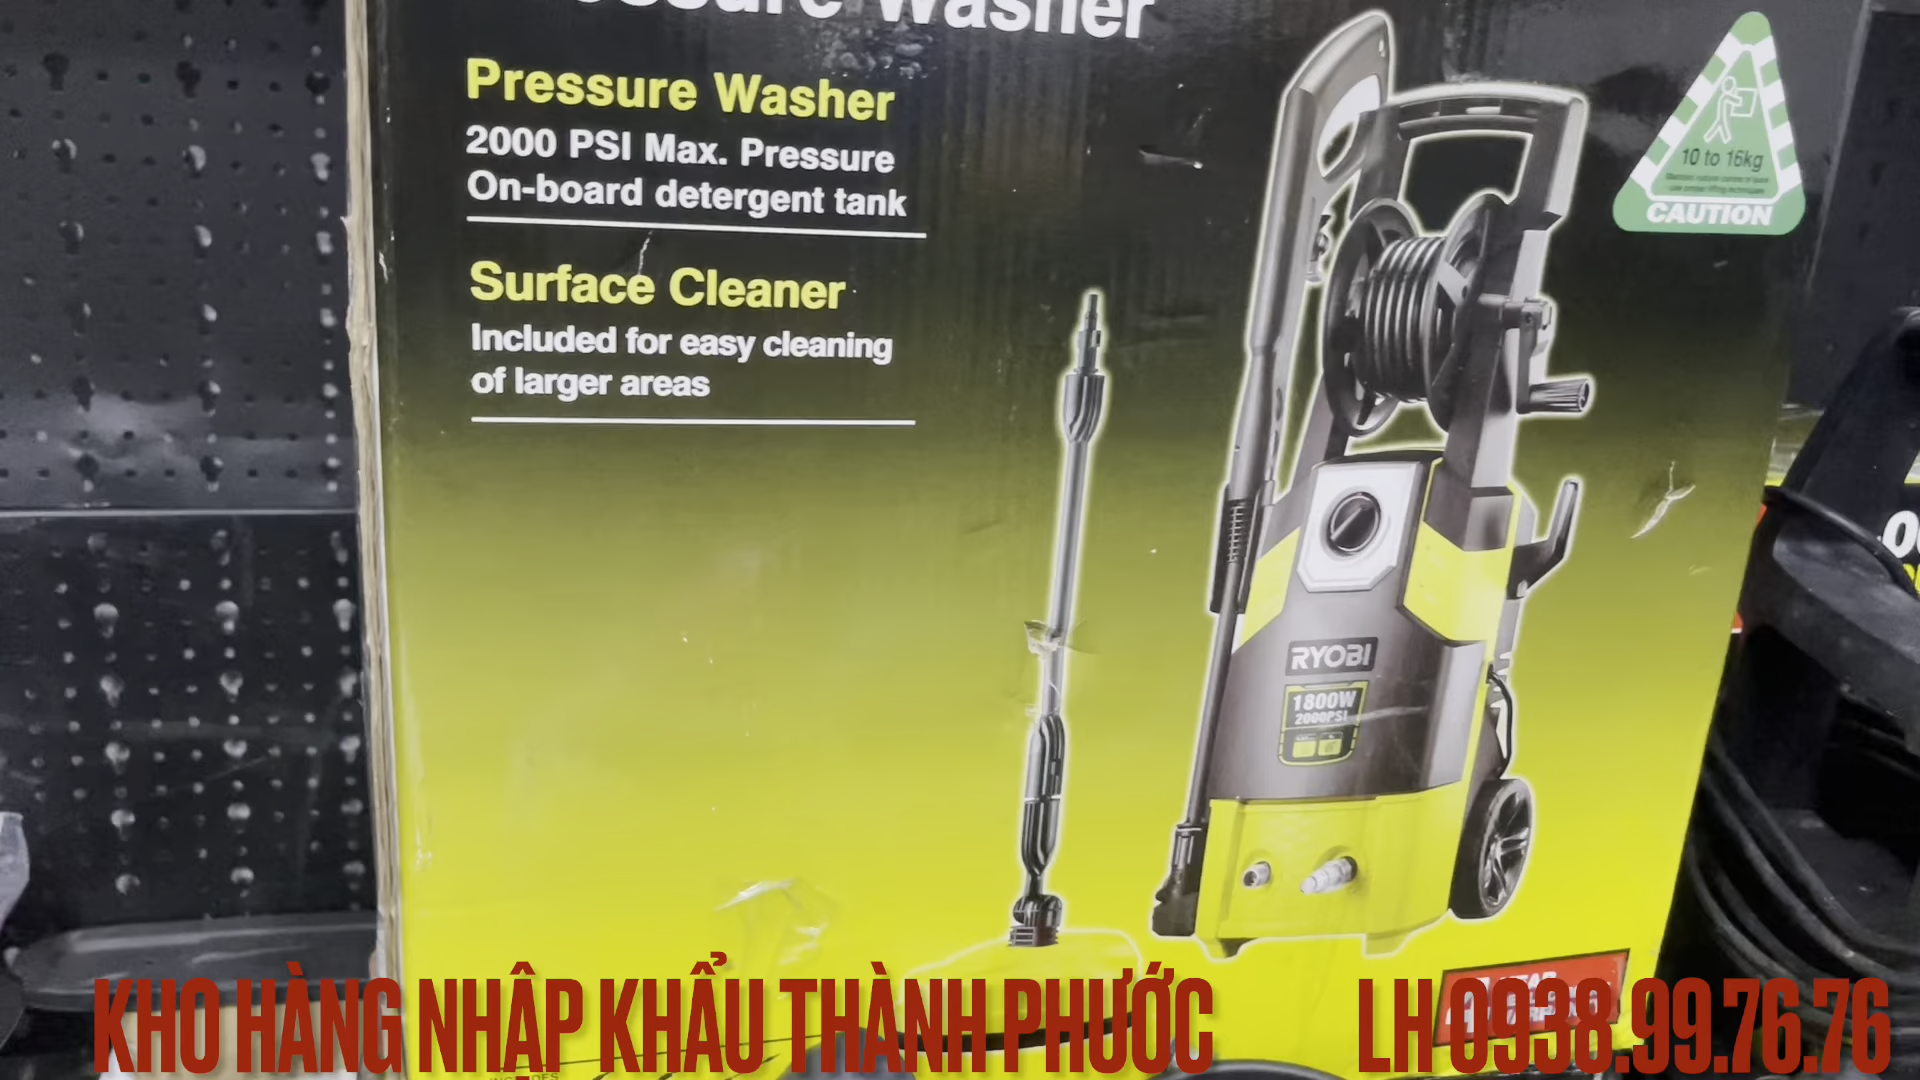 Washer
Pressure Washer
2000 PSI Max. Pressure
On-board detergent tank
Surface Cleaner
Included for easy cleaning
of larger areas
10 to 16kg
CAUTION
RYOBI
1800W
2000PSI
KHO HÀNG NHẬP KHẨU THÀNH PHƯỚC
LH 0938.99.76.76